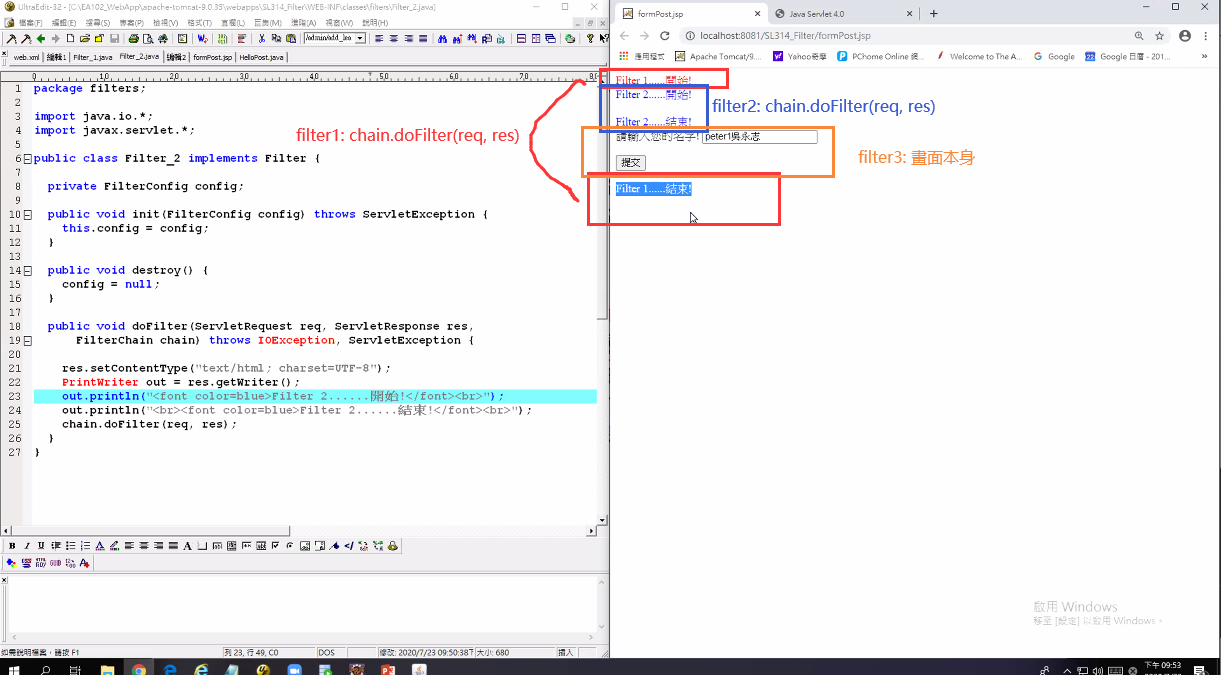 UltraEdit-32 - [C:\EA102_WebApp\apache-tomcat-9.0.35\webapps\SL314_Filter\WEB-INF\classes\filters\Filter_2.java]
檔案(F) 編輯(E) 搜尋(S) 專案(P) 檢視(V) 格式(T) 直欄(L) 巨集(M) 進階(A) 視窗(W) 說明(H)
web.xml 編輯1 Filter_1.java Filter_2.java 編輯2 formPost.jsp HelloPost.java
0 10 20 30 40 50 60 70 80
1 package filters;
2
3 import java.io.*;
4 import javax.servlet.*;
5
6 public class Filter_2 implements Filter {
7
8 private FilterConfig config;
9
10 public void init(FilterConfig config) throws ServletException {
11 this.config = config;
12 }
13
14 public void destroy() {
15 config = null;
16 }
17
18 public void doFilter(ServletRequest req, ServletResponse res,
19 FilterChain chain) throws IOException, ServletException {
20
21 res.setContentType("text/html; charset=UTF-8");
22 PrintWriter out = res.getWriter();
23 out.println("<font color=blue>Filter 2......開始!</font><br>");
24 out.println("<br><font color=blue>Filter 2......結束!</font><br>");
25 chain.doFilter(req, res);
26 }
27 }
如需說明檔案，請按 F1
列 23, 行 49, C0
DOS
修改: 2020/7/23 09:50:38下
大小: 680
插入
formPost.jsp
Java Servlet 4.0
localhost:8081/SL314_Filter/formPost.jsp
應用程式 Apache Tomcat/9.... Yahoo奇摩 PChome Online 網... Welcome to The A... Google Google 日曆 - 201...
Filter 1......開始!
Filter 2......開始!
Filter 2......結束!
請輸入您的名字! peter1吳永志
提交
Filter 1......結束!
filter1: chain.doFilter(req, res)
filter2: chain.doFilter(req, res)
filter3: 畫面本身
啟用 Windows
移至 [設定] 以啟用 Windows。
下午 09:53